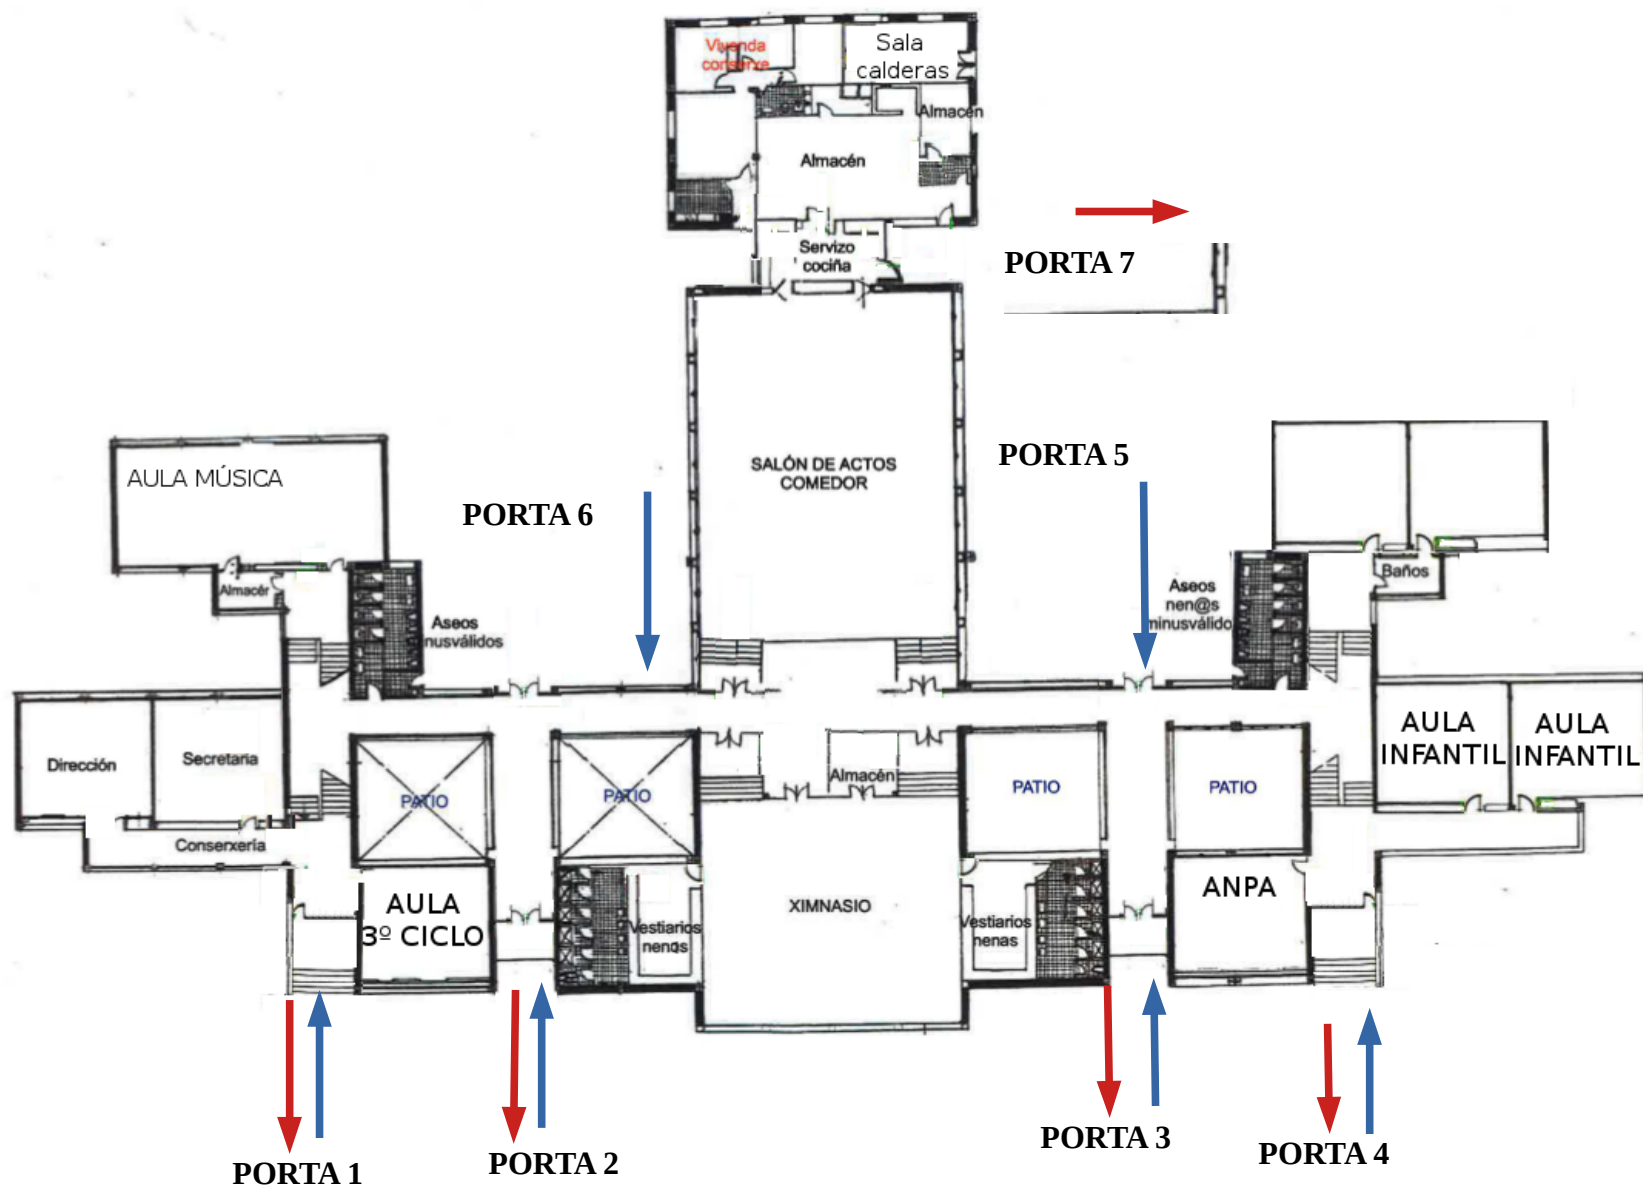 Vivenda
conserxe
Sala
calderas
Almacén
Almacén
Servizo
cociña
PORTA 7
SALÓN DE ACTOS
COMEDOR
PORTA 5
PORTA 6
AULA MÚSICA
Almacén
Aseos
nusválidos
Aseos
nen@s
minusválido
Baños
Dirección
Secretaria
Conserxería
PATIO
PATIO
Almacén
PATIO
PATIO
AULA
INFANTIL
AULA
INFANTIL
AULA
3º CICLO
Vestiarios
nenos
XIMNASIO
Vestiarios
nenas
ANPA
PORTA 1
PORTA 2
PORTA 3
PORTA 4